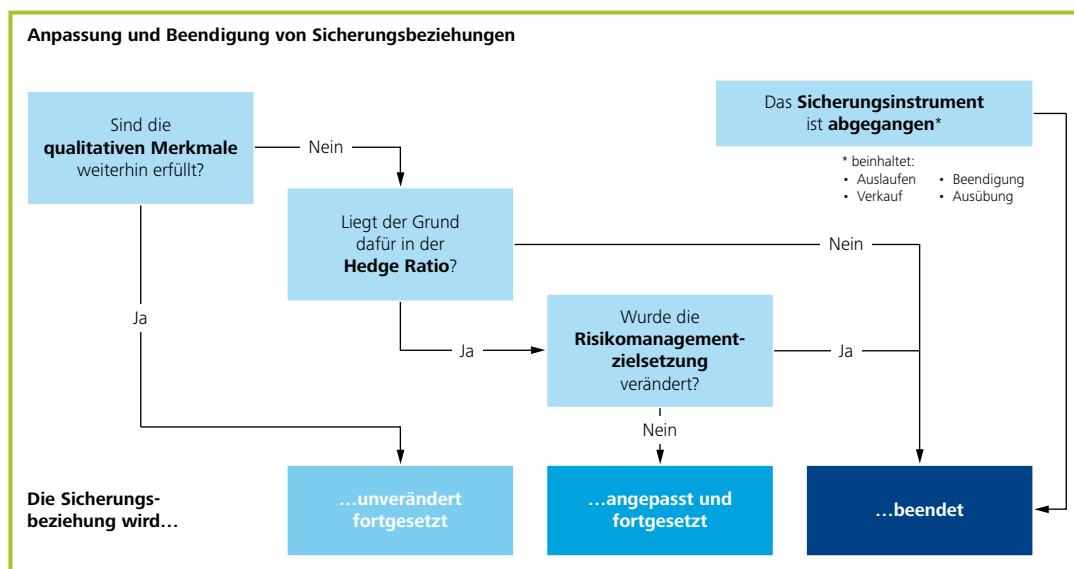 Anpassung und Beendigung von Sicherungsbeziehungen
Sind die
qualitativen Merkmale
weiterhin erfüllt?
Nein
Das Sicherungsinstrument
ist abgegangen*
* beinhaltet:
• Auslaufen • Beendigung
• Verkauf • Ausübung
Liegt der Grund
dafür in der
Hedge Ratio?
Nein
Ja
Ja
Wurde die
Risikomanagement-
zielsetzung
verändert?
Ja
Nein
Die Sicherungs-
beziehung wird…
…unverändert
fortgesetzt
…angepasst und
fortgesetzt
…beendet